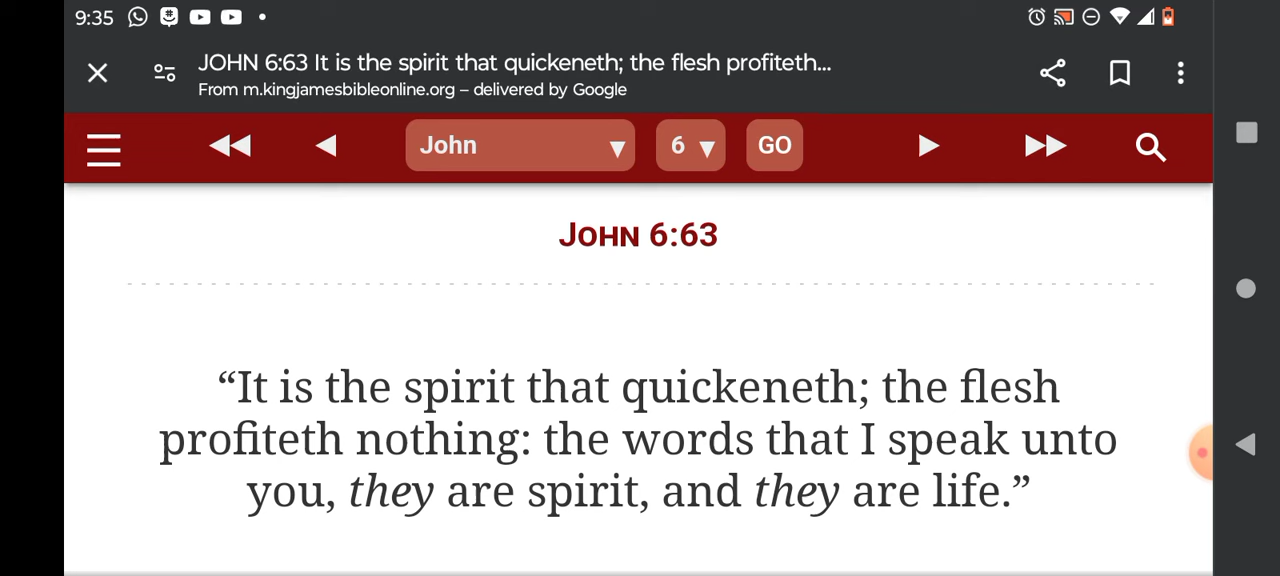 9:35
JOHN 6:63 It is the spirit that quickeneth; the flesh profiteth...
From m.kingjamesbibleonline.org – delivered by Google
John 6 GO
JOHN 6:63
“It is the spirit that quickeneth; the flesh
profiteth nothing: the words that I speak unto
you, they are spirit, and they are life.”